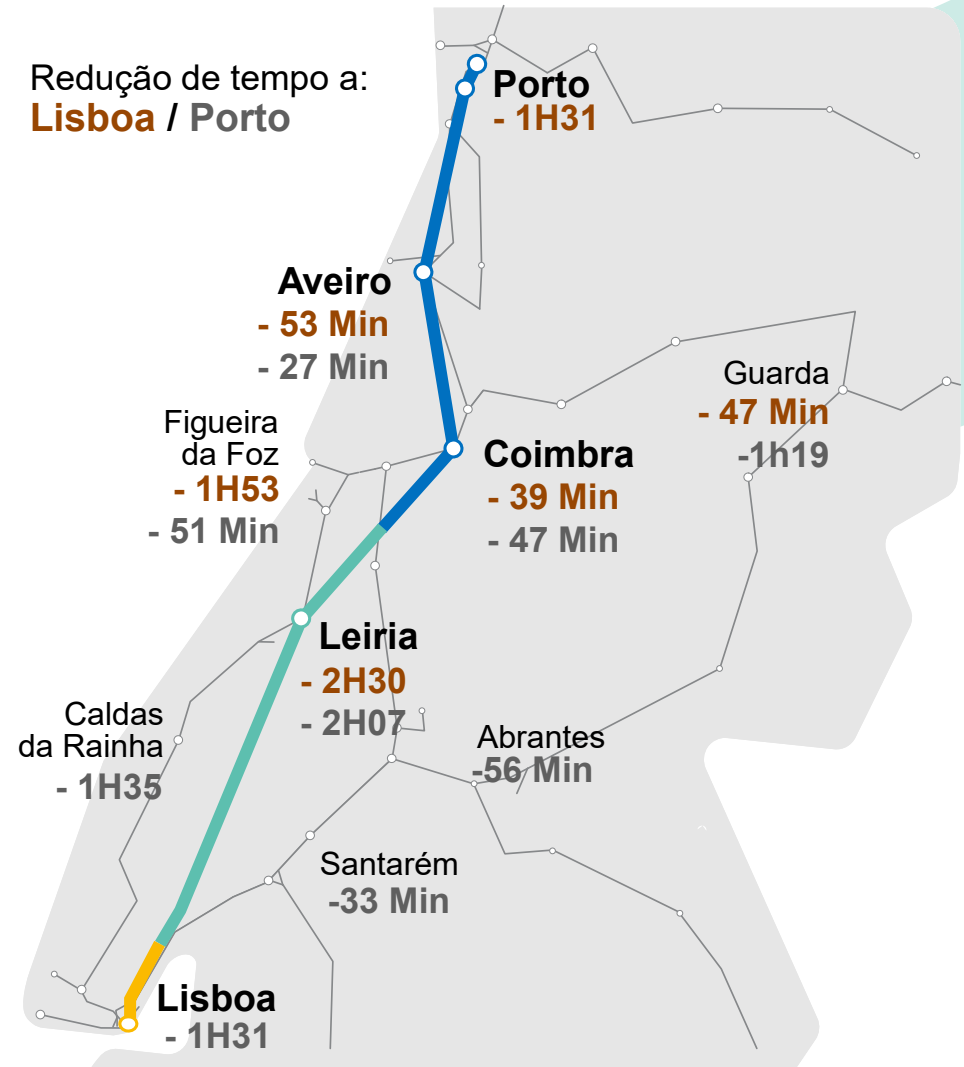 Redução de tempo a:
Lisboa / Porto
Porto
- 1H31
Aveiro
- 53 Min
- 27 Min
Guarda
- 47 Min
-1h19
Figueira
da Foz
- 1H53
- 51 Min
Coimbra
- 39 Min
- 47 Min
Leiria
- 2H30
- 2H07
Caldas
da Rainha
- 1H35
Abrantes
-56 Min
Santarém
-33 Min
Lisboa
- 1H31